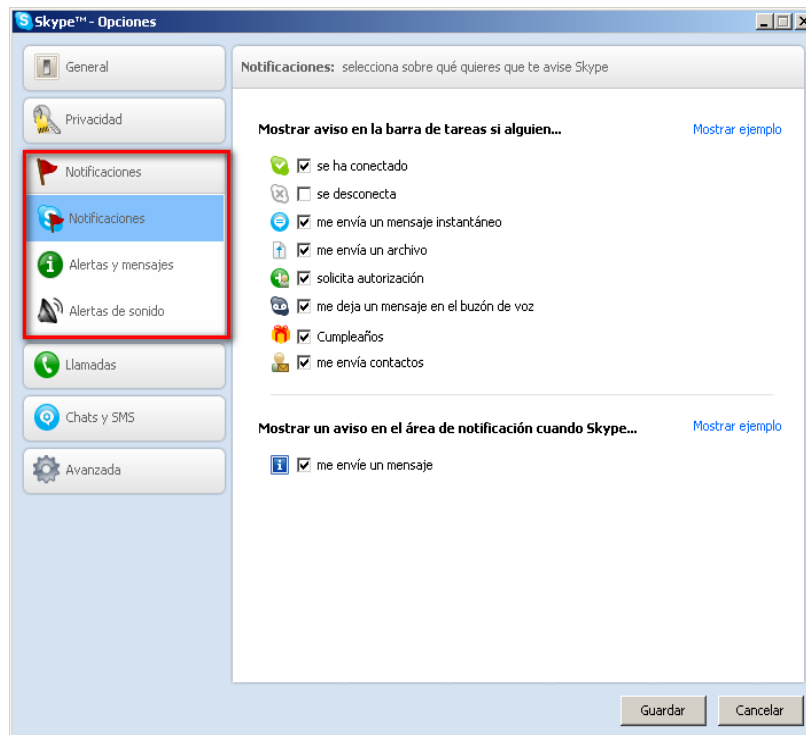 Skype™ - Opciones
General
Privacidad
Notificaciones
Notificaciones
Alertas y mensajes
Alertas de sonido
Llamadas
Chats y SMS
Avanzada
Notificaciones: selecciona sobre qué quieres que te avise Skype
Mostrar aviso en la barra de tareas si alguien... Mostrar ejemplo
se ha conectado
se desconecta
me envía un mensaje instantáneo
me envía un archivo
solicita autorización
me deja un mensaje en el buzón de voz
Cumpleaños
me envía contactos
Mostrar un aviso en el área de notificación cuando Skype... Mostrar ejemplo
me envíe un mensaje
Guardar Cancelar